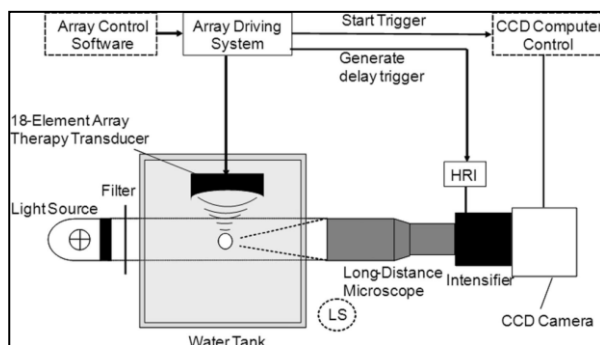 Array Control
Software
Array Driving
System
Start Trigger
CCD Computer
Control
Generate
delay trigger
18-Element Array
Therapy Transducer
HRI
Filter
Light Source
Long-Distance
Microscope
Intensifier
LS
CCD Camera
Water Tank